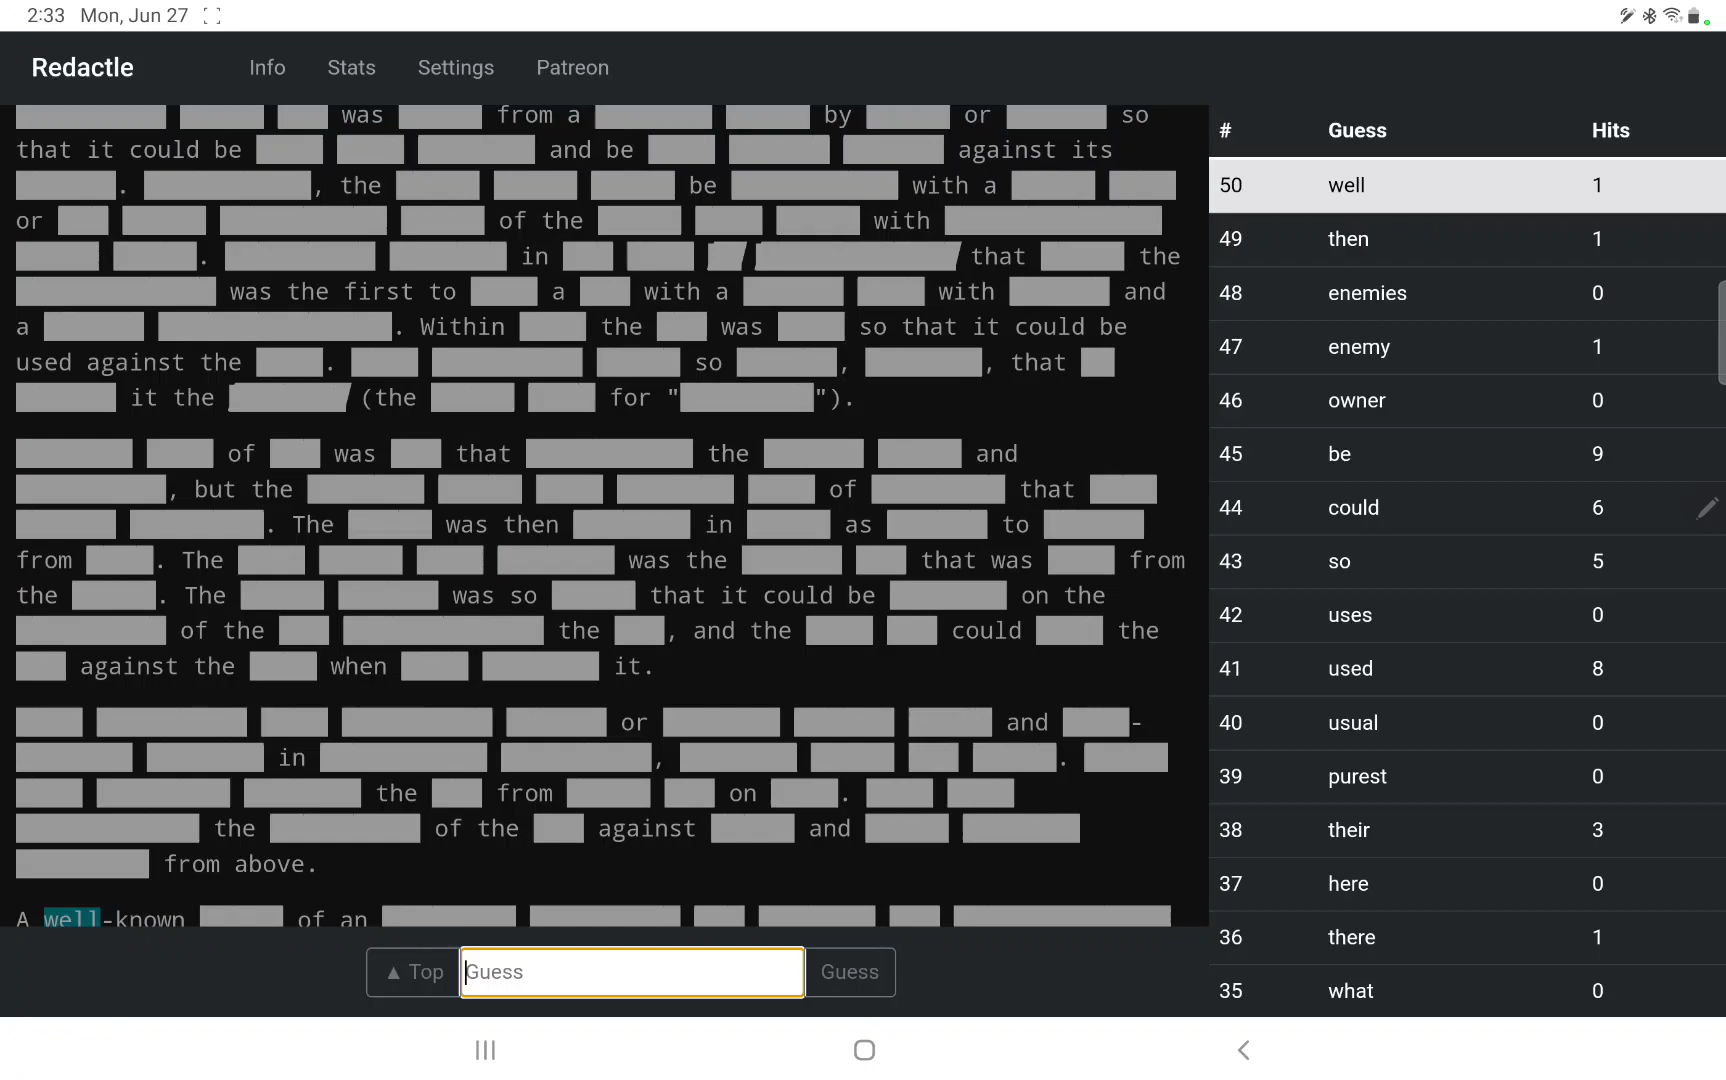 2:33 Mon, Jun 27
Redactle Info Stats Settings Patreon
was from a by or so
that it could be and be against its
. , the be with a
or of the with
. in that the
was the first to a with a with and
a . Within the was so that it could be
used against the . so , , that
it the (the for " ").
of was that the and
, but the of that
. The was then in as to
from . The was the that was from
the . The was so that it could be on the
of the the , and the could the
against the when it.
or and -
in , .
the from on .
the of the against and
from above.
A well-known of an
▲ Top Guess Guess
# Guess Hits
50 well 1
49 then 1
48 enemies 0
47 enemy 1
46 owner 0
45 be 9
44 could 6
43 so 5
42 uses 0
41 used 8
40 usual 0
39 purest 0
38 their 3
37 here 0
36 there 1
35 what 0